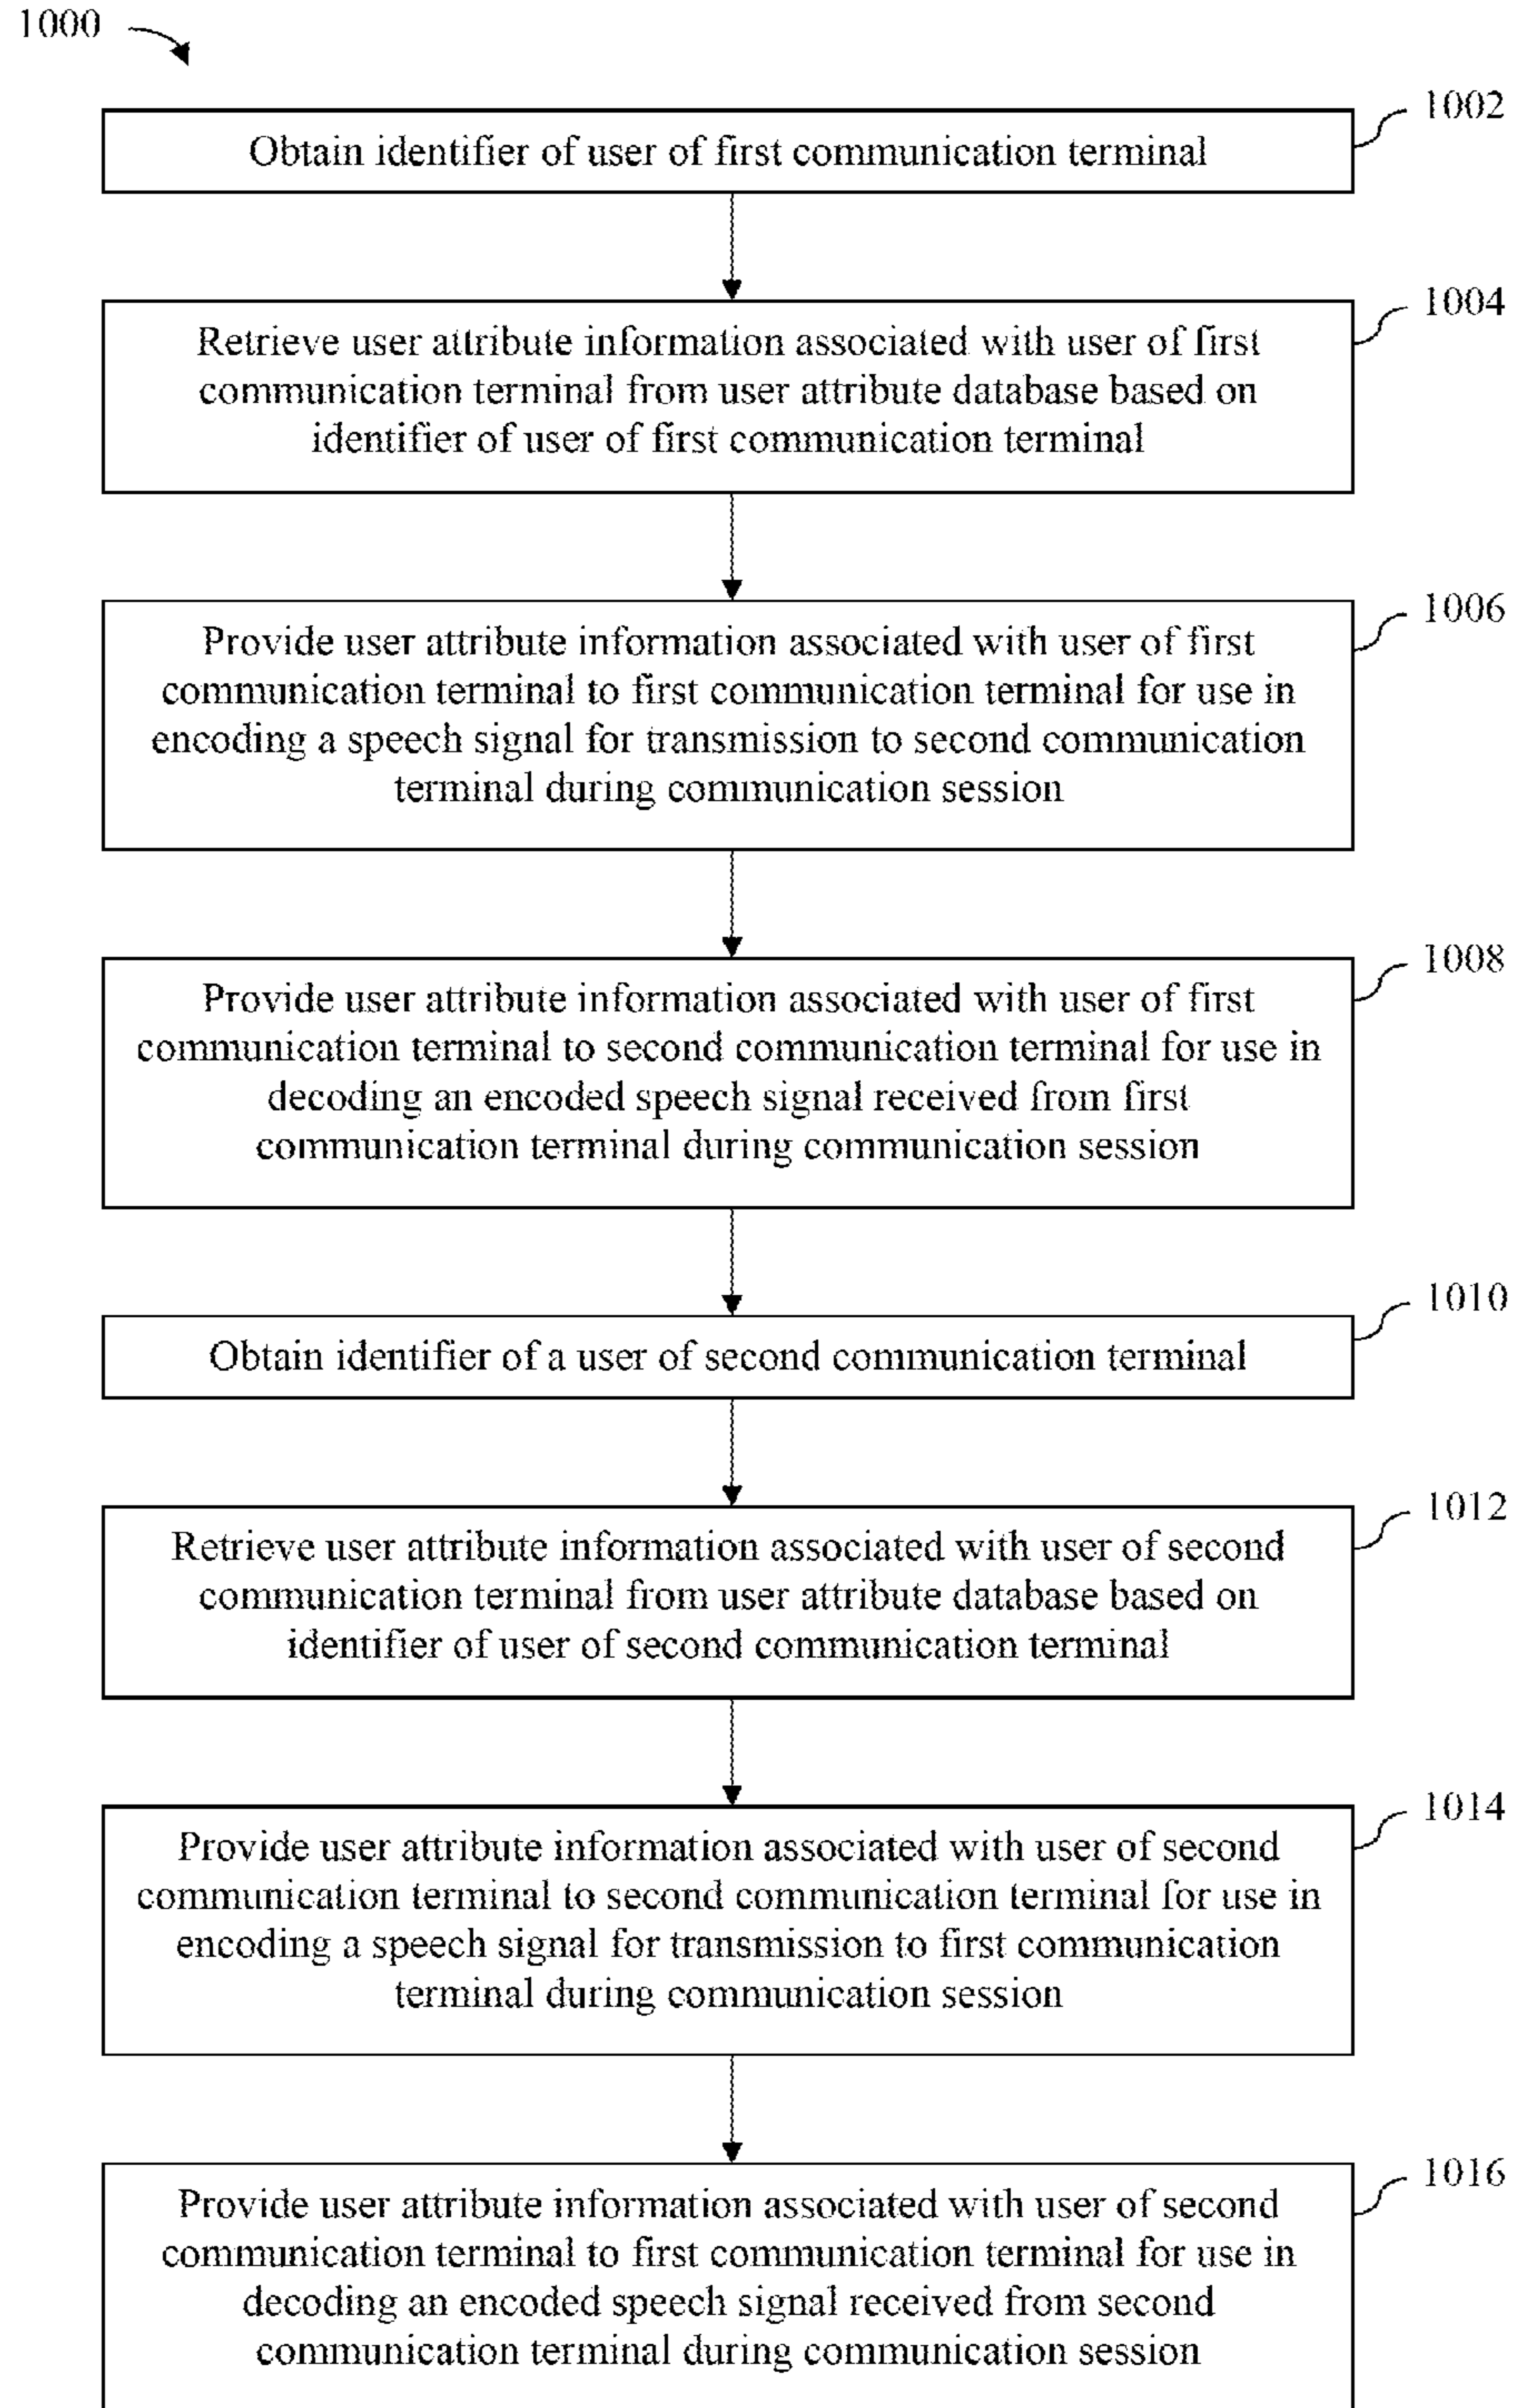 1000
1002
Obtain identifier of user of first communication terminal
1004
Retrieve user attribute information associated with user of first
communication terminal from user attribute database based on
identifier of user of first communication terminal
1006
Provide user attribute information associated with user of first
communication terminal to first communication terminal for use in
encoding a speech signal for transmission to second communication
terminal during communication session
1008
Provide user attribute information associated with user of first
communication terminal to second communication terminal for use in
decoding an encoded speech signal received from first
communication terminal during communication session
1010
Obtain identifier of a user of second communication terminal
1012
Retrieve user attribute information associated with user of second
communication terminal from user attribute database based on
identifier of user of second communication terminal
1014
Provide user attribute information associated with user of second
communication terminal to second communication terminal for use in
encoding a speech signal for transmission to first communication
terminal during communication session
1016
Provide user attribute information associated with user of second
communication terminal to first communication terminal for use in
decoding an encoded speech signal received from second
communication terminal during communication session